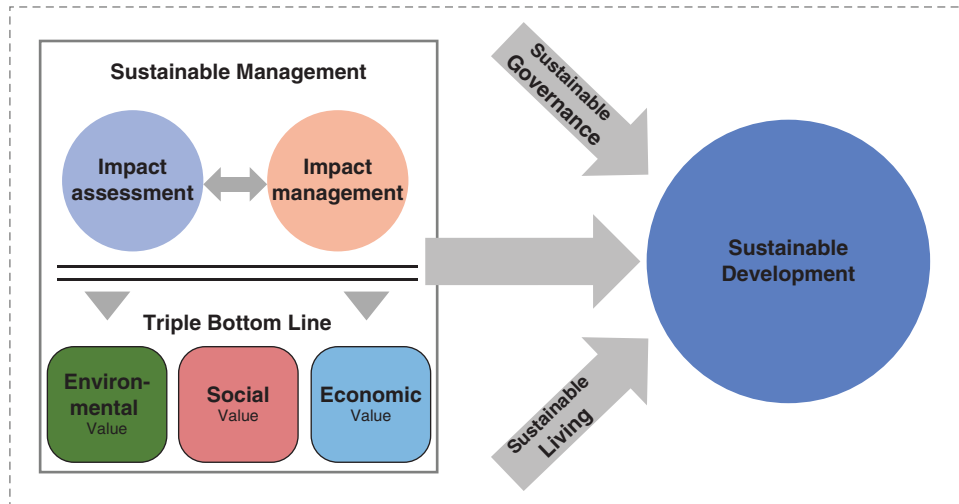 Sustainable Management
Impact
assessment
Impact
management
Triple Bottom Line
Environ-
mental
Value
Social
Value
Economic
Value
Sustainable
Governance
Sustainable
Living
Sustainable
Development